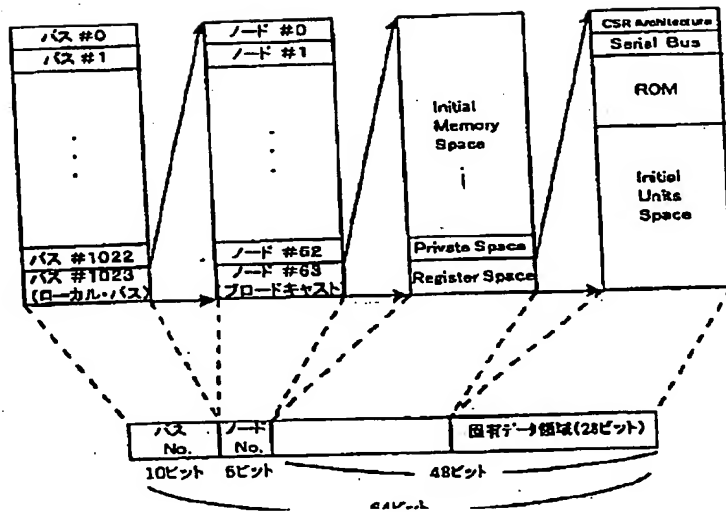 バス #0
バス #1
バス #1022
バス #1023
(ローカル・バス)
ノード #0
ノード #1
ノード #62
ノード #63
(ブロードキャスト)
Initial
Memory
Space
Private Space
Register Space
CSR Architecture
Serial Bus
ROM
Initial
Units
Space
バス
No.
ノード
No.
固有データ領域(28ビット)
10ビット
6ビット
48ビット
64ビット